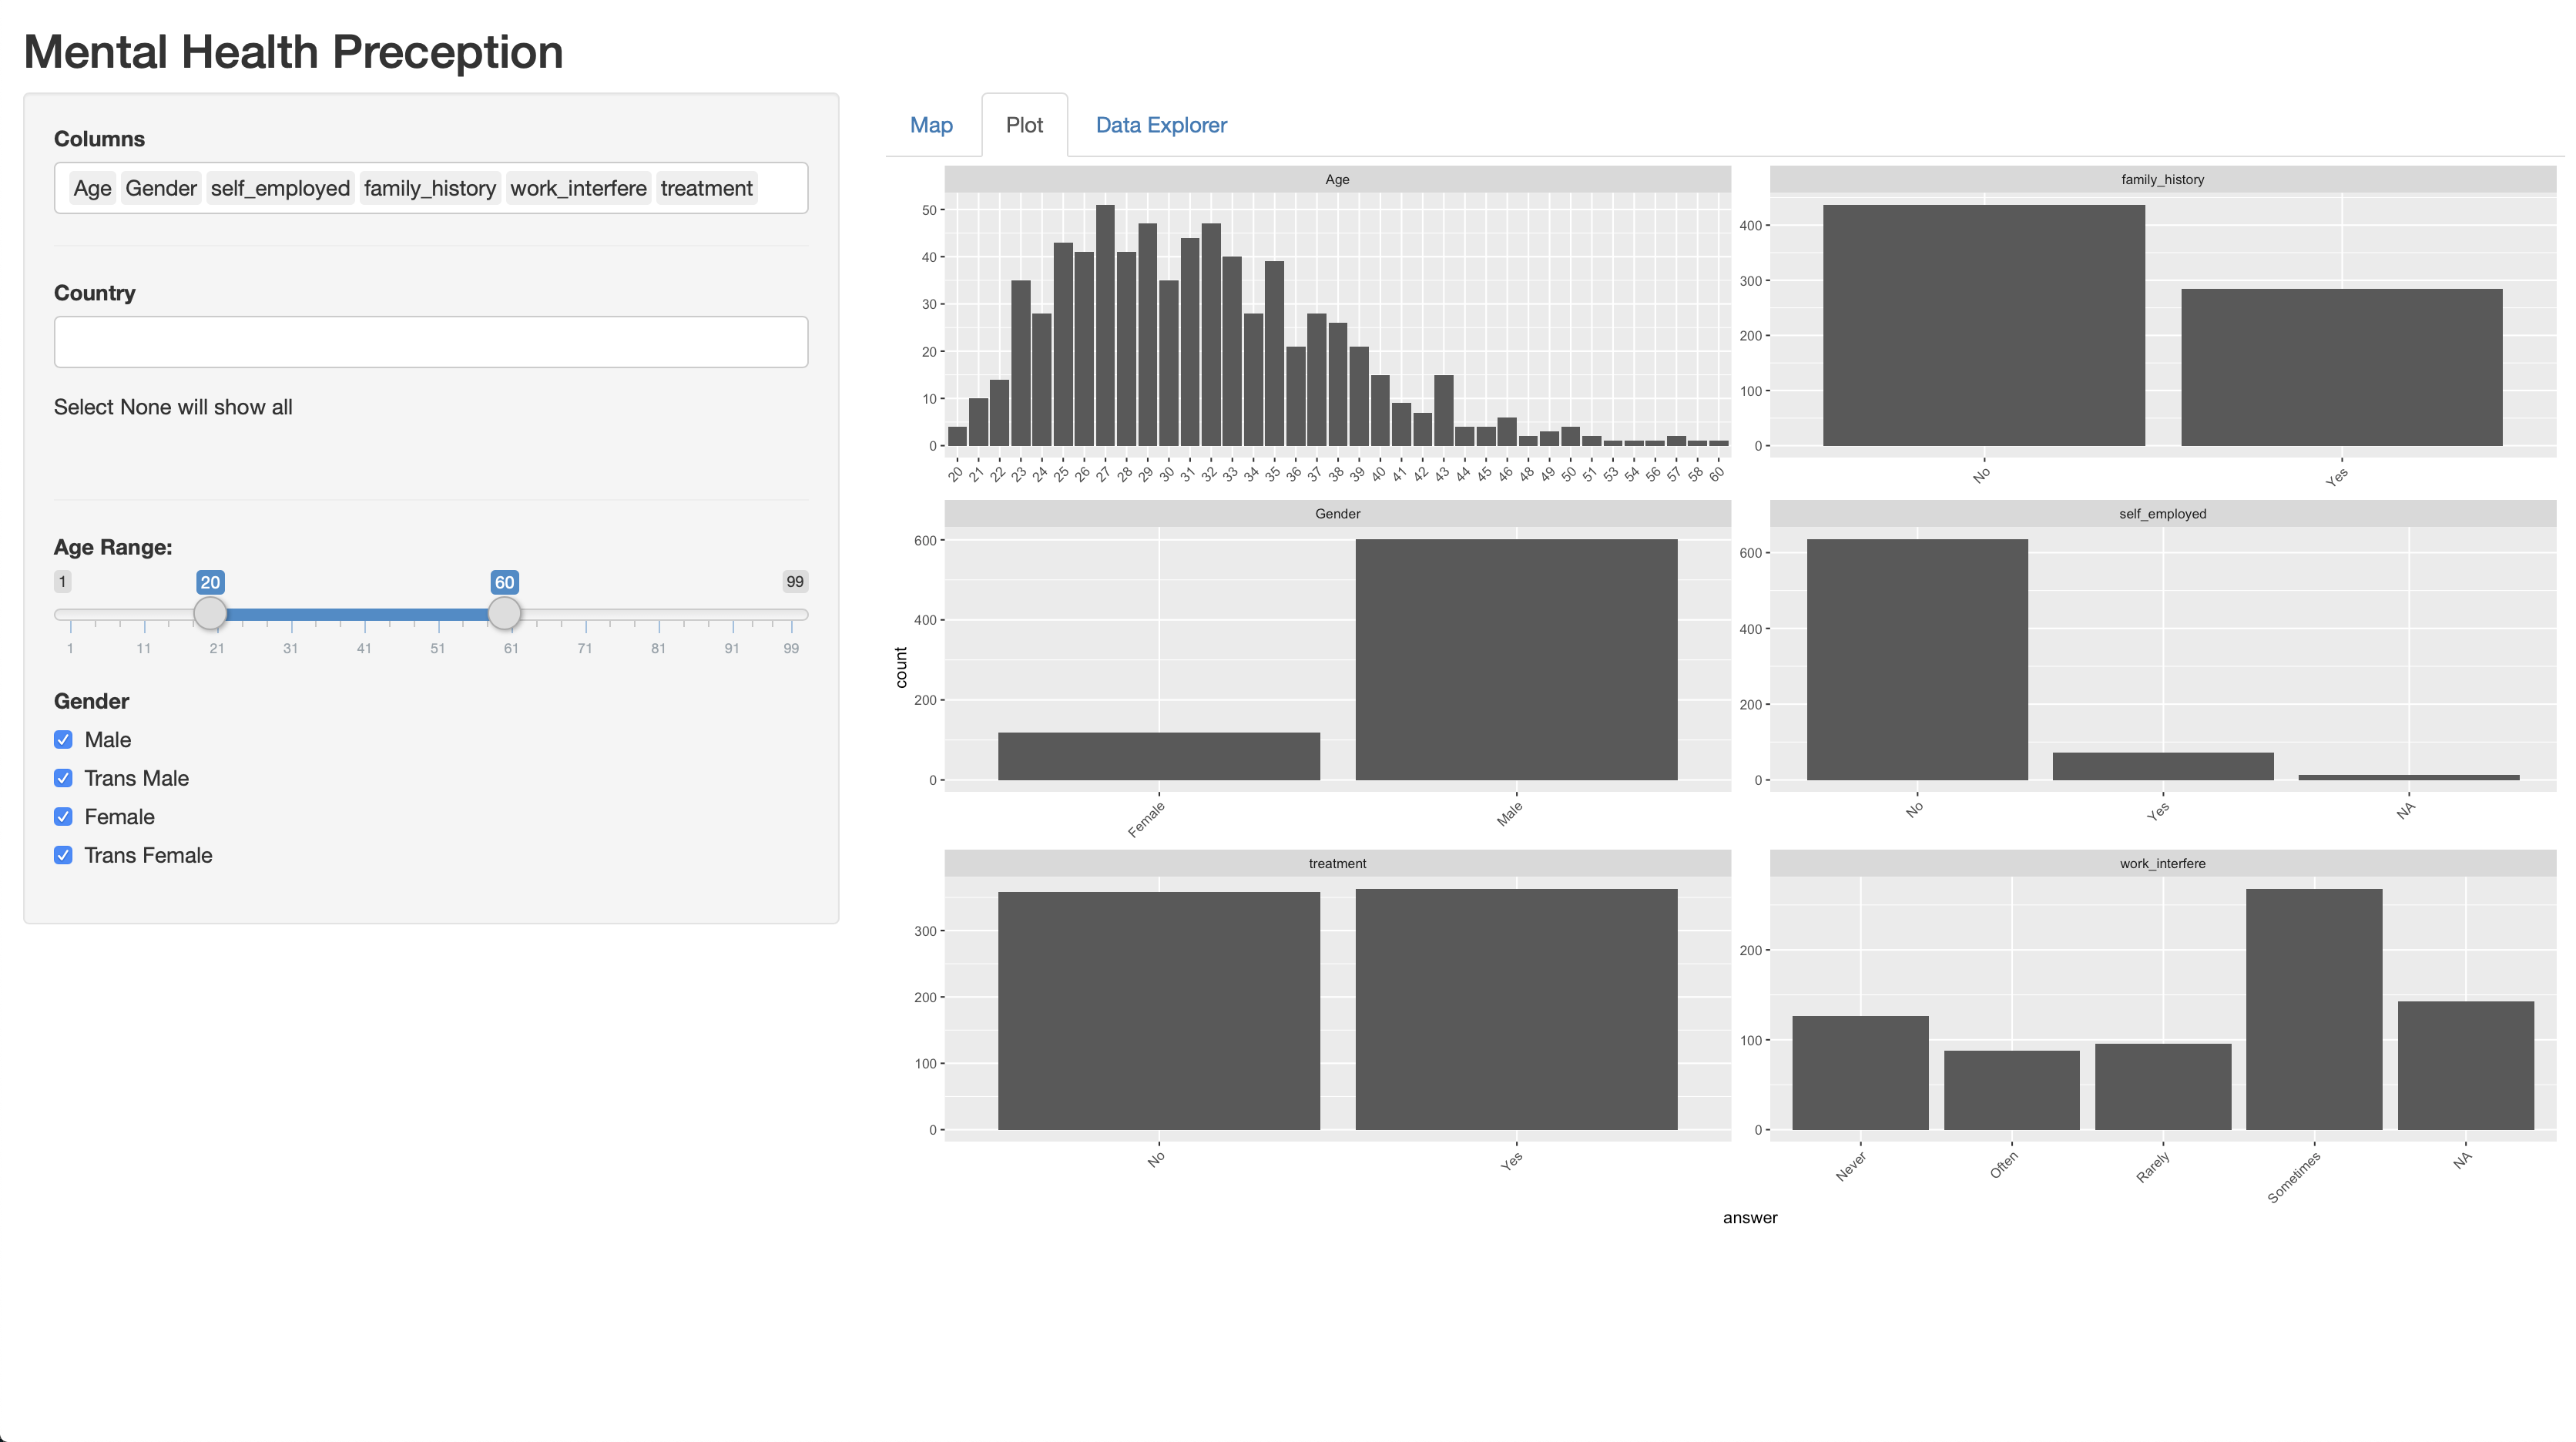 Mental Health Preception
Columns
Age Gender self_employed family_history work_interfere treatment
Country
Select None will show all
Age Range:
1 20 60 99
1 11 21 31 41 51 61 71 81 91 99
Gender
Male
Trans Male
Female
Trans Female
Map Plot Data Explorer
Age
50
40
30
20
10
0
20 21 22 23 24 25 26 27 28 29 30 31 32 33 34 35 36 37 38 39 40 41 42 43 44 45 46 48 49 50 51 53 54 56 57 58 60
family_history
400
300
200
100
0
No Yes
count
Gender
600
400
200
0
Female Male
self_employed
600
400
200
0
No Yes NA
treatment
300
200
100
0
No Yes
work_interfere
200
100
0
Never Often Rarely Sometimes NA
answer